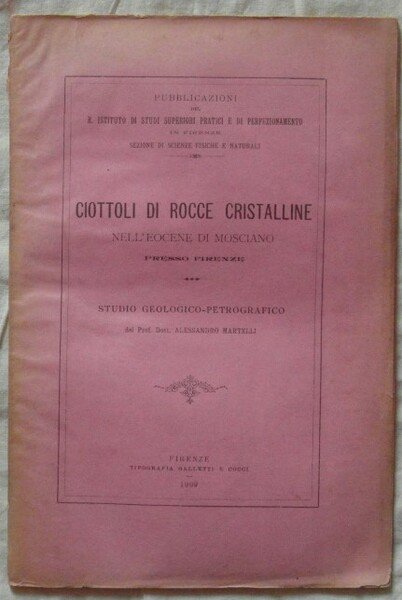 PUBBLICAZIONI
DEL
R. ISTITUTO DI STUDI SUPERIORI PRATICI E DI PERFEZIONAMENTO
IN FIRENZE
SEZIONE DI SCIENZE FISICHE E NATURALI
CIOTTOLI DI ROCCE CRISTALLINE
NELL'EOCENE DI MOSCIANO
PRESSO FIRENZE
STUDIO GEOLOGICO-PETROGRAFICO
del Prof. Dott. ALESSANDRO MARTELLI
FIRENZE
TIPOGRAFIA GALLETTI E COCCI
1909